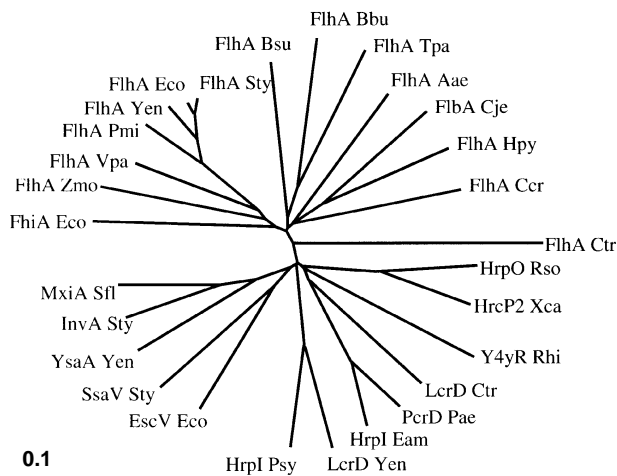 FlhA Bbu
FlhA Bsu
FlhA Tpa
FlhA Eco
FlhA Sty
FlhA Aae
FlhA Yen
FlbA Cje
FlhA Pmi
FlhA Hpy
FlhA Vpa
FlhA Zmo
FlhA Ccr
FhiA Eco
FlhA Ctr
HrpO Rso
MxiA Sfl
HrcP2 Xca
InvA Sty
YsaA Yen
Y4yR Rhi
SsaV Sty
LcrD Ctr
EscV Eco
PcrD Pae
HrpI Eam
0.1
HrpI Psy
LcrD Yen